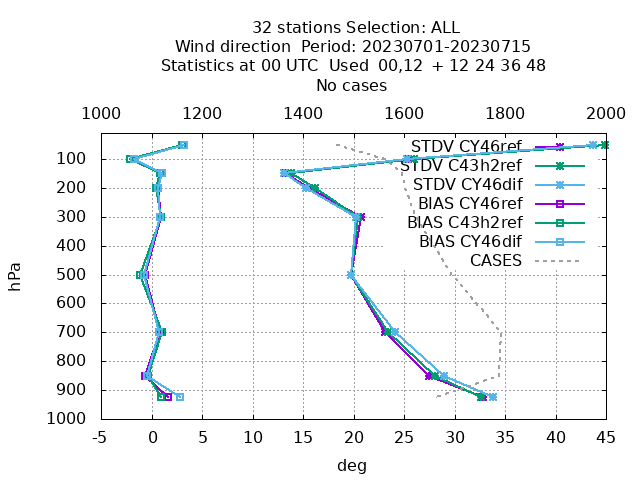 32 stations Selection: ALL
Wind direction  Period: 20230701-20230715
Statistics at 00 UTC  Used  00,12  + 12 24 36 48
No cases
1000 1200 1400 1600 1800 2000
STDV CY46ref
STDV C43h2ref
STDV CY46dif
BIAS CY46ref
BIAS C43h2ref
BIAS CY46dif
CASES
hPa
100
200
300
400
500
600
700
800
900
1000
-5 0 5 10 15 20 25 30 35 40 45
deg